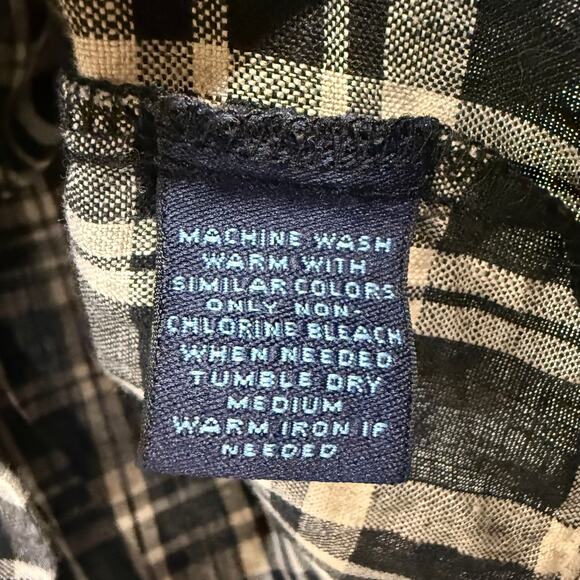 MACHINE WASH
WARM WITH
SIMILAR COLORS
ONLY NON-
CHLORINE BLEACH
WHEN NEEDED
TUMBLE DRY
MEDIUM
WARM IRON IF
NEEDED